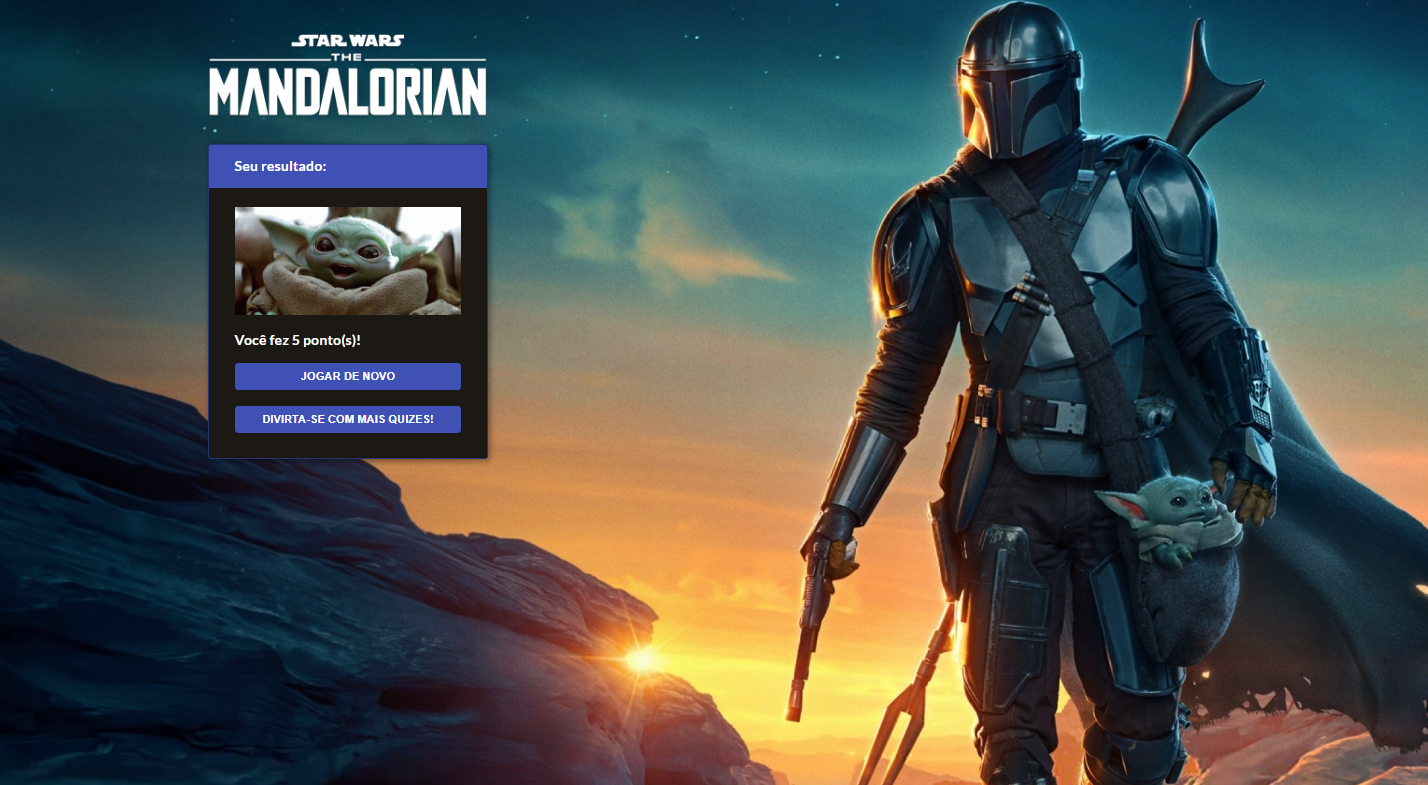 STAR WARS
THE
MANDALORIAN
Seu resultado:
Você fez 5 ponto(s)!
JOGAR DE NOVO
DIVIRTA-SE COM MAIS QUIZES!